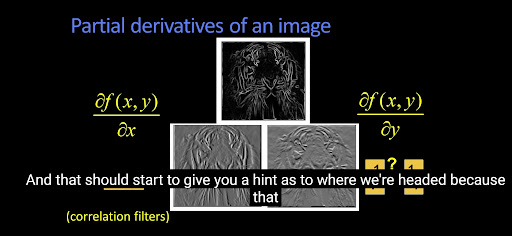 Partial derivatives of an image
∂f (x, y)
∂x
∂f (x, y)
∂y
?
And that should start to give you a hint as to where we're headed because
that
(correlation filters)